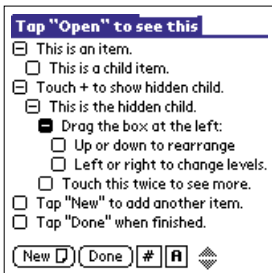 Tap "Open" to see this
This is an item.
This is a child item.
Touch + to show hidden child.
This is the hidden child.
Drag the box at the left:
Up or down to rearrange
Left or right to change levels.
Touch this twice to see more.
Tap "New" to add another item.
Tap "Done" when finished.
New Done # A